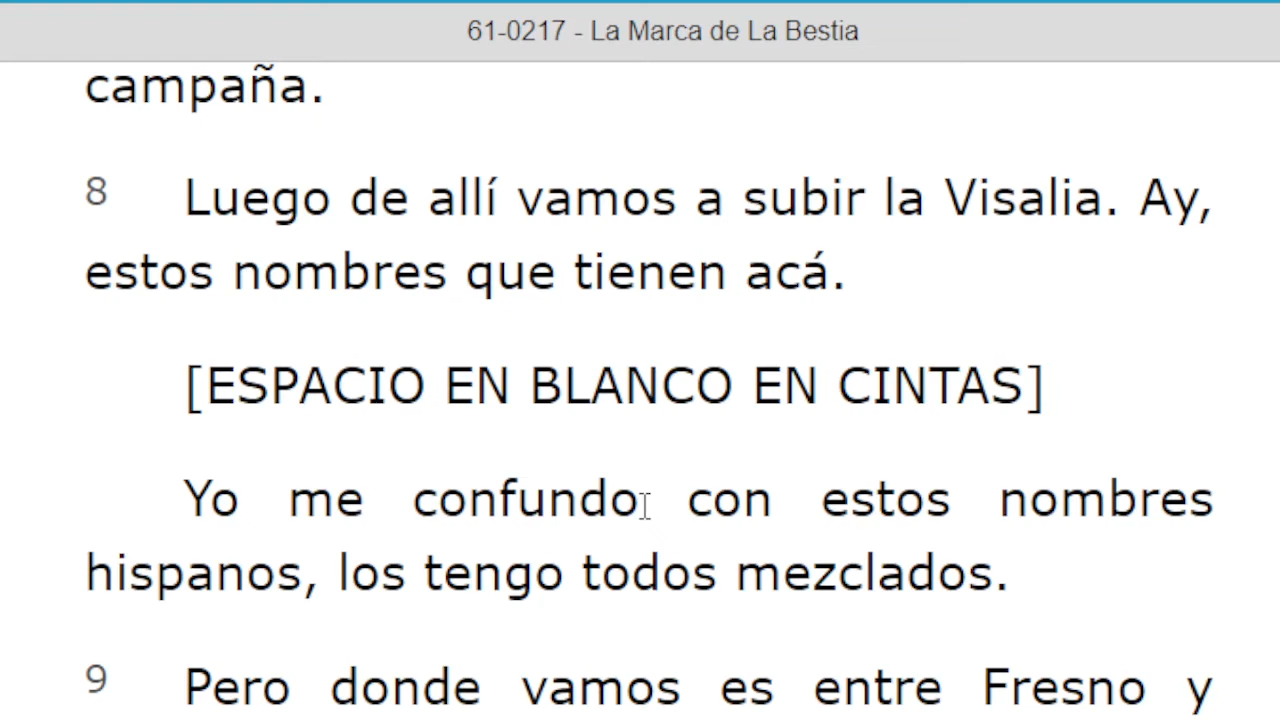 61-0217 - La Marca de La Bestia
campaña.
8 Luego de allí vamos a subir la Visalia. Ay,
estos nombres que tienen acá.
[ESPACIO EN BLANCO EN CINTAS]
Yo me confundo con estos nombres
hispanos, los tengo todos mezclados.
9 Pero donde vamos es entre Fresno y